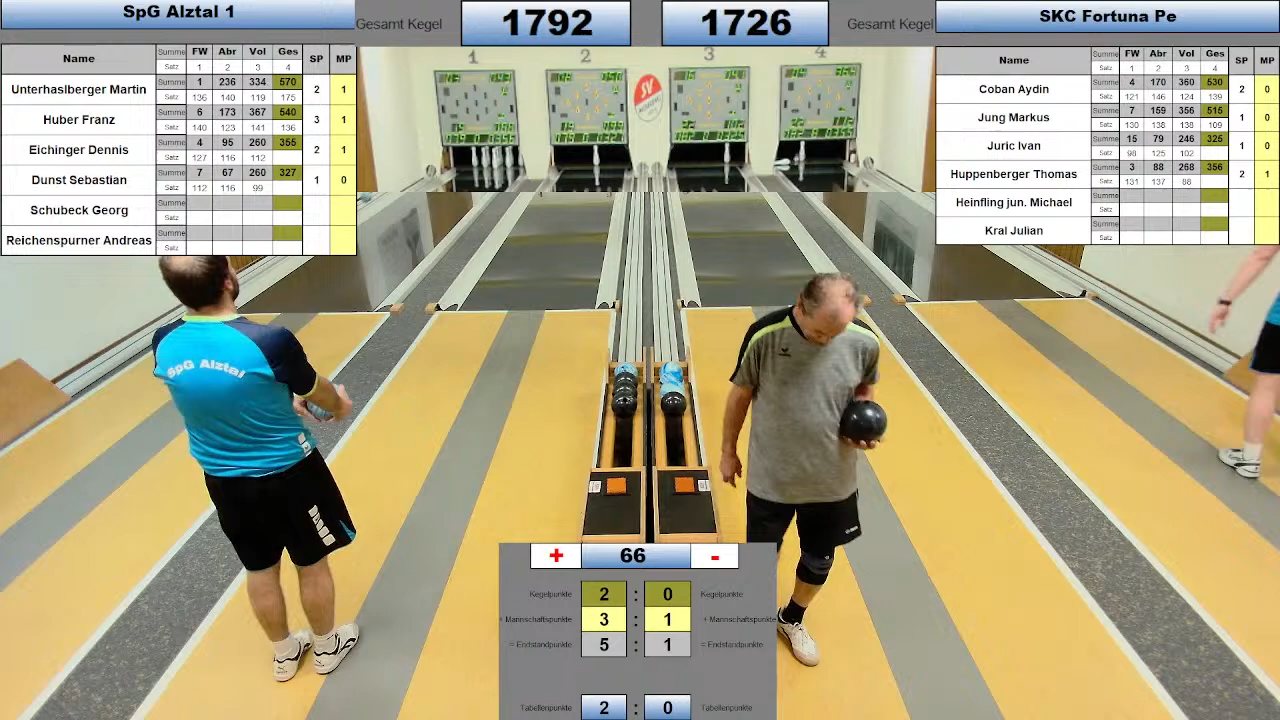 SpG Alztal 1
Gesamt Kegel
1792
1726
Gesamt Kegel
SKC Fortuna Pe
Name Summe FW Abr Vol Ges SP MP
Satz 1 2 3 4
Unterhaslberger Martin Summe 1 236 334 570 2 1
Satz 136 140 119 175
Huber Franz Summe 6 173 367 540 3 1
Satz 140 123 141 136
Eichinger Dennis Summe 4 95 260 355 2 1
Satz 127 116 112
Dunst Sebastian Summe 7 67 260 327 1 0
Satz 112 116 99
Schubeck Georg Summe
Satz
Reichenspurner Andreas Summe
Satz
Name Summe FW Abr Vol Ges SP MP
Satz 1 2 3 4
Coban Aydin Summe 4 170 360 530 2 0
Satz 121 146 124 139
Jung Markus Summe 7 159 356 515 1 0
Satz 130 138 138 109
Juric Ivan Summe 15 79 246 325 1 0
Satz 98 125 102
Huppenberger Thomas Summe 3 88 268 356 2 1
Satz 131 137 88
Heinfling jun. Michael Summe
Satz
Kral Julian Summe
Satz
1 2 3 4
SV
SpG Alztal
+ 66 -
Kegelpunkte 2 : 0 Kegelpunkte
+ Mannschaftspunkte 3 : 1 + Mannschaftspunkte
= Endstandpunkte 5 : 1 = Endstandpunkte
Tabellenpunkte 2 : 0 Tabellenpunkte